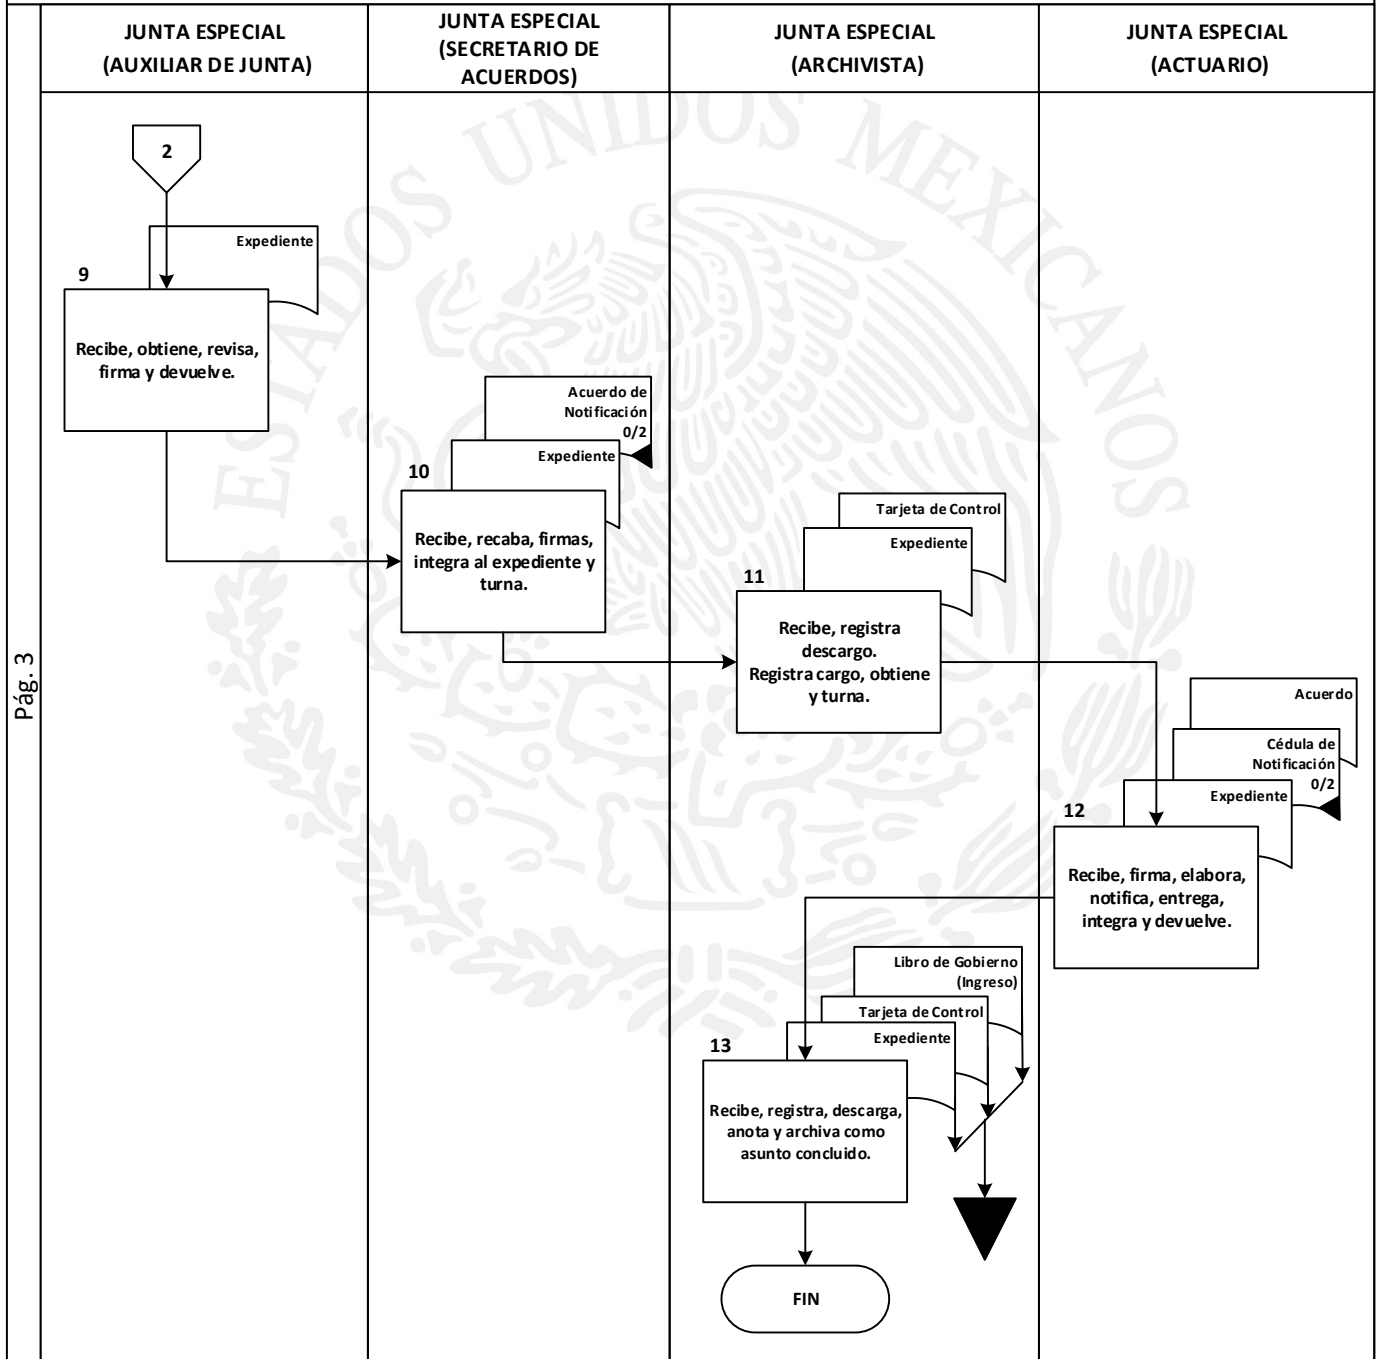 JUNTA ESPECIAL
(AUXILIAR DE JUNTA)
JUNTA ESPECIAL
(SECRETARIO DE
ACUERDOS)
JUNTA ESPECIAL
(ARCHIVISTA)
JUNTA ESPECIAL
(ACTUARIO)
Pág. 3
ESTADOS UNIDOS MEXICANOS
2
Expediente
9
Recibe, obtiene, revisa,
firma y devuelve.
Acuerdo de
Notificación
0/2
Expediente
10
Recibe, recaba, firmas,
integra al expediente y
turna.
Tarjeta de Control
Expediente
11
Recibe, registra
descargo.
Registra cargo, obtiene
y turna.
Acuerdo
Cédula de
Notificación
0/2
Expediente
12
Recibe, firma, elabora,
notifica, entrega,
integra y devuelve.
Libro de Gobierno
(Ingreso)
Tarjeta de Control
Expediente
13
Recibe, registra, descarga,
anota y archiva como
asunto concluido.
FIN